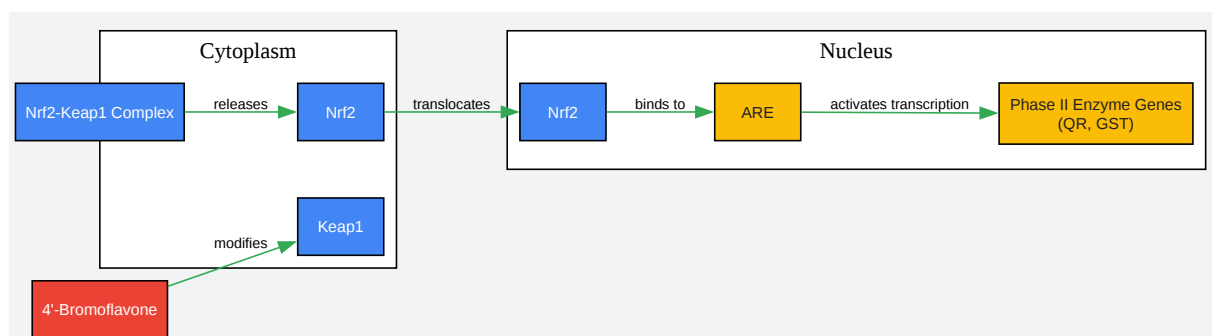 Cytoplasm
Nucleus
Nrf2-Keap1 Complex
releases
Nrf2
translocates
Nrf2
binds to
ARE
activates transcription
Phase II Enzyme Genes
(QR, GST)
Keap1
modifies
4'-Bromoflavone